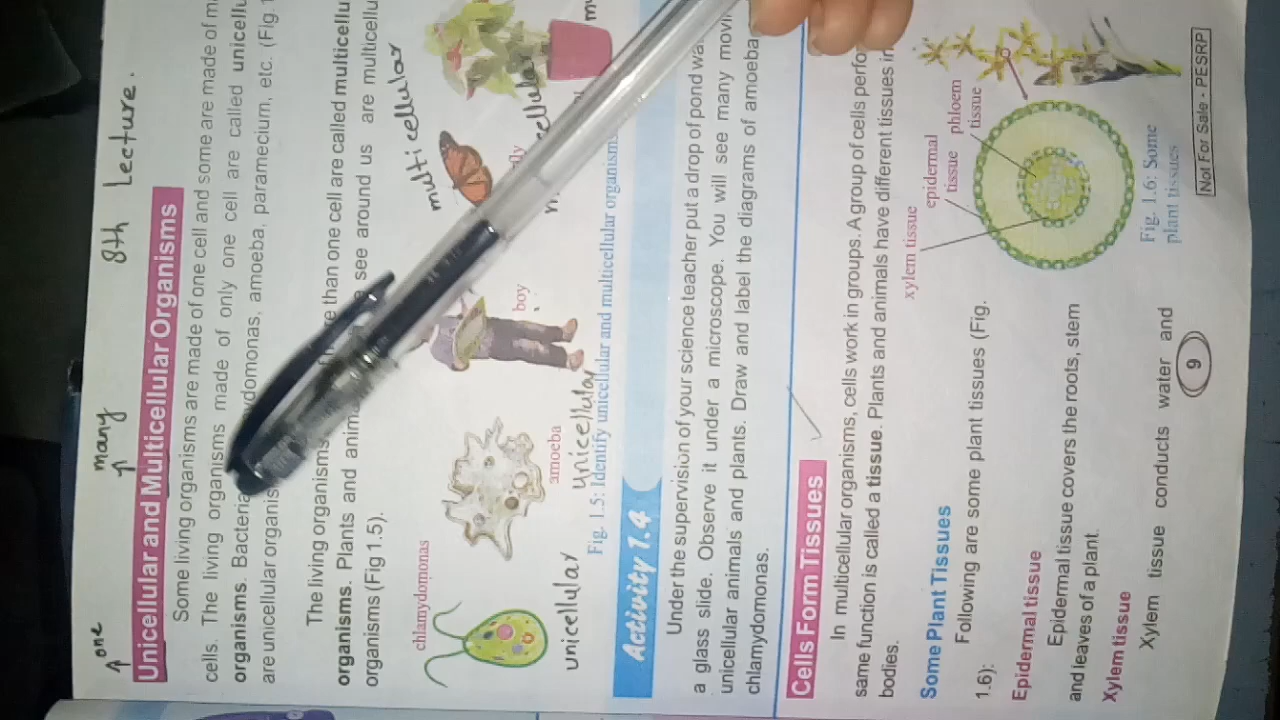 one many 8th Lecture.
Unicellular and Multicellular Organisms
Some living organisms are made of one cell and some are made of
cells. The living organisms made of only one cell are called unicellu
organisms. Bacteria domonas, amoeba, paramecium, etc. (Fig
are unicellular organis
The living organisms re than one cell are called multicellu
organisms. Plants and anima see around us are multicellu
organisms (Fig 1.5).
chlamydomonas
amoeba
boy
unicellular
unicellular
multicellular
Fig. 1.5: Identify unicellular and multicellular organisms
Activity 1.4
Under the supervision of your science teacher put a drop of pond wa
a glass slide. Observe it under a microscope. You will see many movi
unicellular animals and plants. Draw and label the diagrams of amoeba
chlamydomonas.
Cells Form Tissues
In multicellular organisms, cells work in groups. A group of cells perfo
same function is called a tissue. Plants and animals have different tissues in
bodies.
Some Plant Tissues
Following are some plant tissues (Fig.
1.6):
Epidermal tissue
Epidermal tissue covers the roots, stem
and leaves of a plant.
Xylem tissue
Xylem tissue conducts water and
xylem tissue
epidermal
tissue
phloem
tissue
Fig. 1.6: Some
plant tissues
9
Not For Sale - PESRP